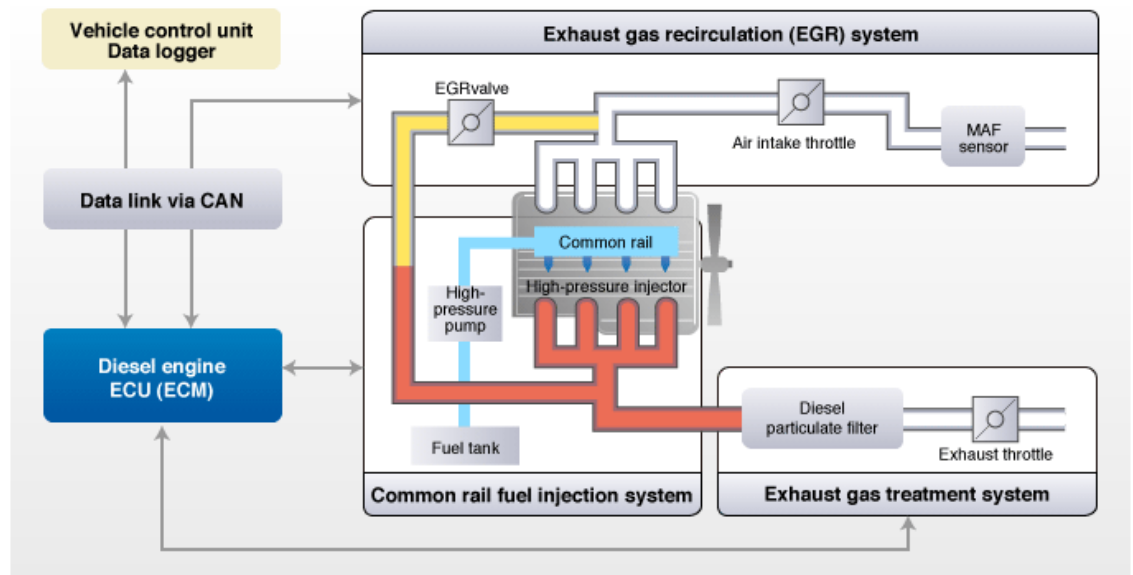 Vehicle control unit
Data logger
Exhaust gas recirculation (EGR) system
EGRvalve
Air intake throttle
MAF
sensor
Data link via CAN
Common rail
High-pressure injector
High-
pressure
pump
Diesel engine
ECU (ECM)
Fuel tank
Diesel
particulate filter
Exhaust throttle
Common rail fuel injection system
Exhaust gas treatment system